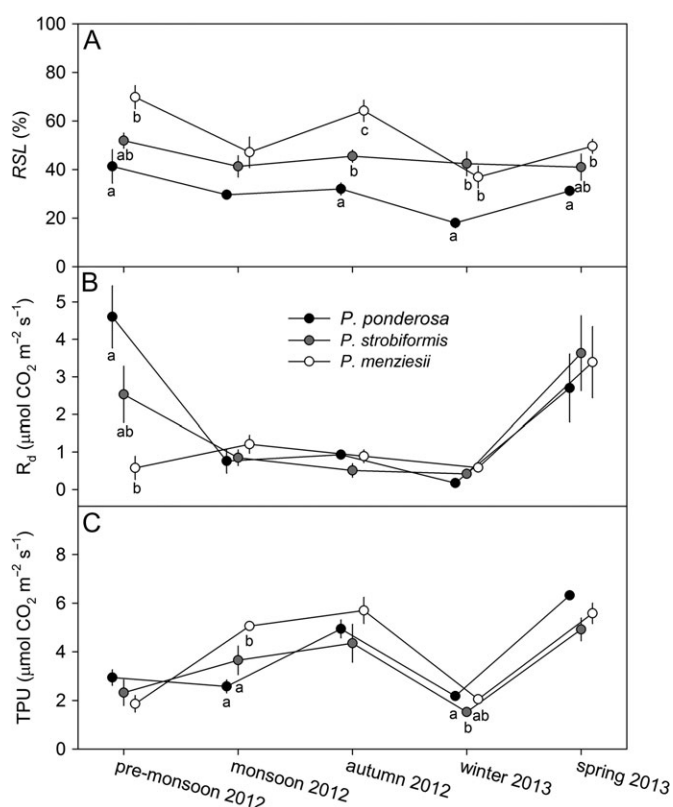 A
RSL (%)
100
80
60
40
20
0
a
ab
b
a
b
c
a
b
b
a
ab
b
B
R_d (μmol CO₂ m⁻² s⁻¹)
5
4
3
2
1
0
P. ponderosa
P. strobiformis
P. menziesii
a
ab
b
C
TPU (μmol CO₂ m⁻² s⁻¹)
8
6
4
2
0
b
a
a
a
b
ab
pre-monsoon 2012
monsoon 2012
autumn 2012
winter 2013
spring 2013